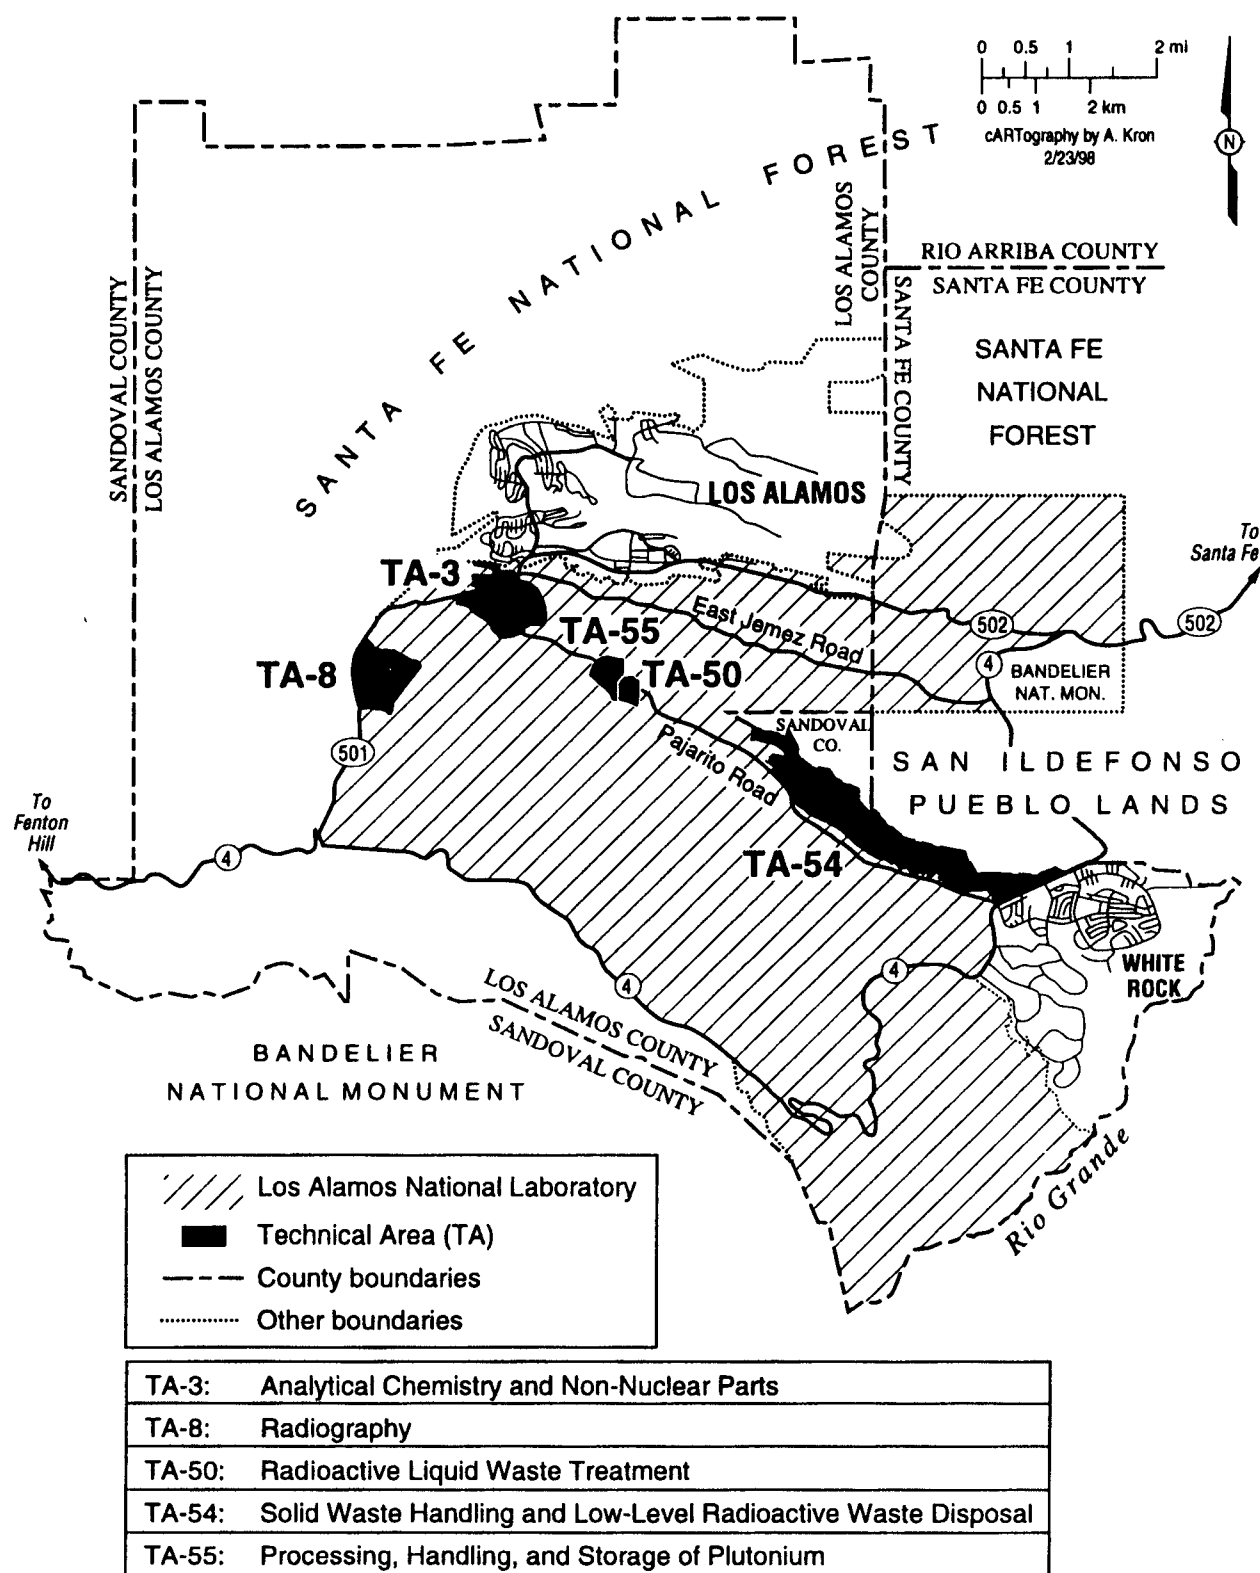 0 0.5 1 2 mi
0 0.5 1 2 km
cARTography by A. Kron
2/23/98
N
SANTA FE NATIONAL FOREST
LOS ALAMOS
COUNTY
RIO ARRIBA COUNTY
SANTA FE COUNTY
SANDOVAL COUNTY
LOS ALAMOS COUNTY
SANTA FE COUNTY
SANTA FE
NATIONAL
FOREST
LOS ALAMOS
To
Santa Fe
TA-3
East Jemez Road
502
502
TA-55
TA-8
TA-50
4
BANDELIER
NAT. MON.
SANDOVAL
CO.
501
Pajarito Road
SAN ILDEFONSO
PUEBLO LANDS
To
Fenton
Hill
4
TA-54
WHITE
ROCK
4
4
LOS ALAMOS COUNTY
SANDOVAL COUNTY
BANDELIER
NATIONAL MONUMENT
Rio Grande
Los Alamos National Laboratory
Technical Area (TA)
County boundaries
Other boundaries
TA-3: Analytical Chemistry and Non-Nuclear Parts
TA-8: Radiography
TA-50: Radioactive Liquid Waste Treatment
TA-54: Solid Waste Handling and Low-Level Radioactive Waste Disposal
TA-55: Processing, Handling, and Storage of Plutonium